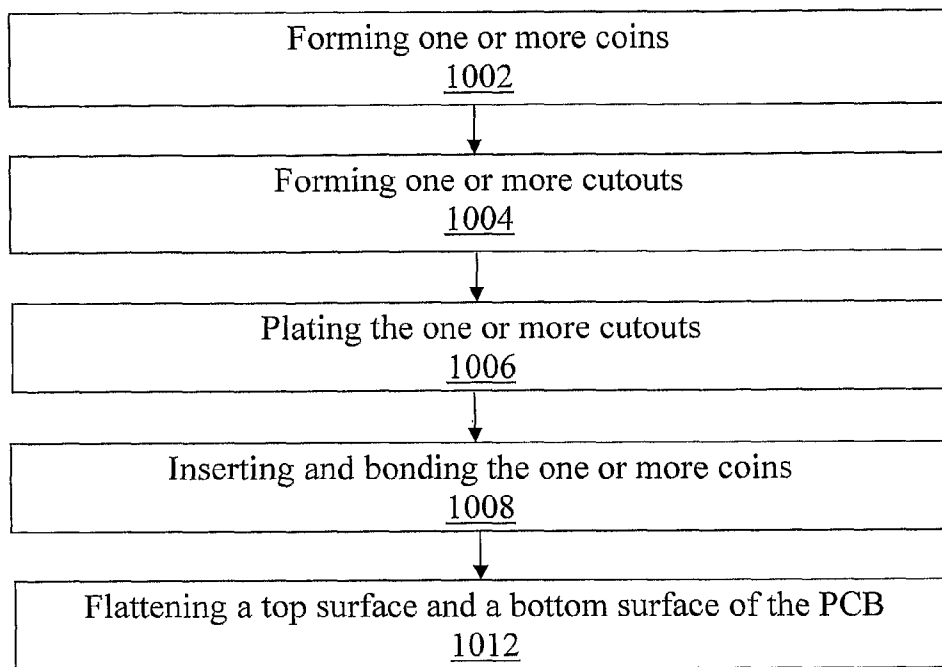 Forming one or more coins
1002
Forming one or more cutouts
1004
Plating the one or more cutouts
1006
Inserting and bonding the one or more coins
1008
Flattening a top surface and a bottom surface of the PCB
1012